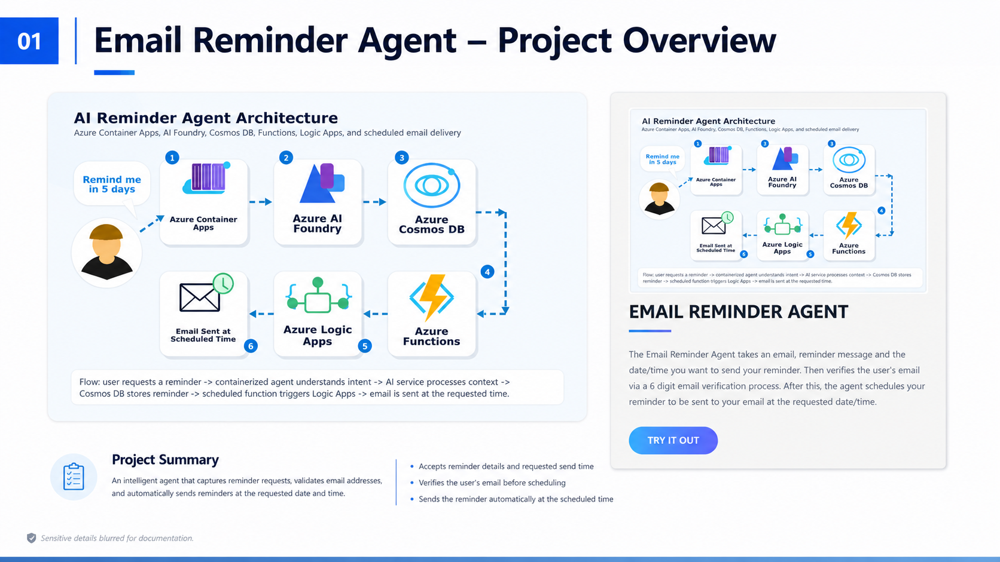 01
Email Reminder Agent – Project Overview
AI Reminder Agent Architecture
Azure Container Apps, AI Foundry, Cosmos DB, Functions, Logic Apps, and scheduled email delivery
Remind me
in 5 days
1
Azure Container
Apps
2
Azure AI
Foundry
3
Azure
Cosmos DB
4
Azure
Functions
5
Azure Logic
Apps
6
Email Sent at
Scheduled Time
Flow: user requests a reminder -> containerized agent understands intent -> AI service processes context ->
Cosmos DB stores reminder -> scheduled function triggers Logic Apps -> email is sent at the requested time.
AI Reminder Agent Architecture
Azure Container Apps, AI Foundry, Cosmos DB, Functions, Logic Apps, and scheduled email delivery
Remind me
in 5 days
1
Azure Container
Apps
3
Azure AI
Foundry
3
Azure
Cosmos DB
4
Azure
Functions
5
Azure Logic
Apps
6
Email Sent at
Scheduled Time
Flow: user requests a reminder -> containerized agent understands intent -> AI service processes context -> Cosmos DB stores
reminder -> scheduled function triggers Logic Apps -> email is sent at the requested time.
EMAIL REMINDER AGENT
The Email Reminder Agent takes an email, reminder message and the
date/time you want to send your reminder. Then verifies the user's email
via a 6 digit email verification process. After this, the agent schedules your
reminder to be sent to your email at the requested date/time.
TRY IT OUT
Project Summary
An intelligent agent that captures reminder requests, validates email addresses,
and automatically sends reminders at the requested date and time.
• Accepts reminder details and requested send time
• Verifies the user's email before scheduling
• Sends the reminder automatically at the scheduled time
Sensitive details blurred for documentation.